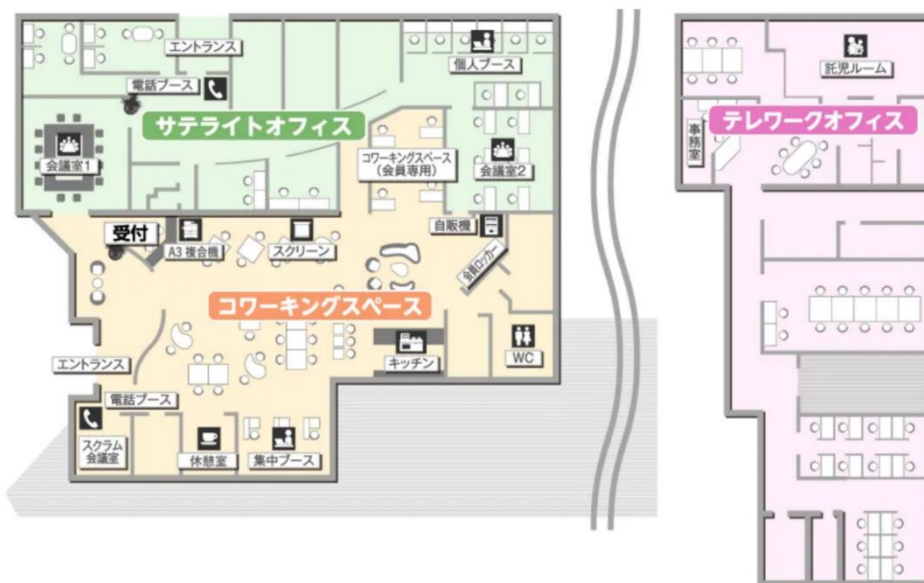 エントランス
個人ブース
電話ブース
サテライトオフィス
会議室1
コワーキングスペース
(会員専用)
会議室2
受付
A3 複合機
スクリーン
自販機
会員ロッカー
コワーキングスペース
エントランス
キッチン
WC
電話ブース
スクラム
会議室
休憩室
集中ブース
託児ルーム
テレワークオフィス
事務室